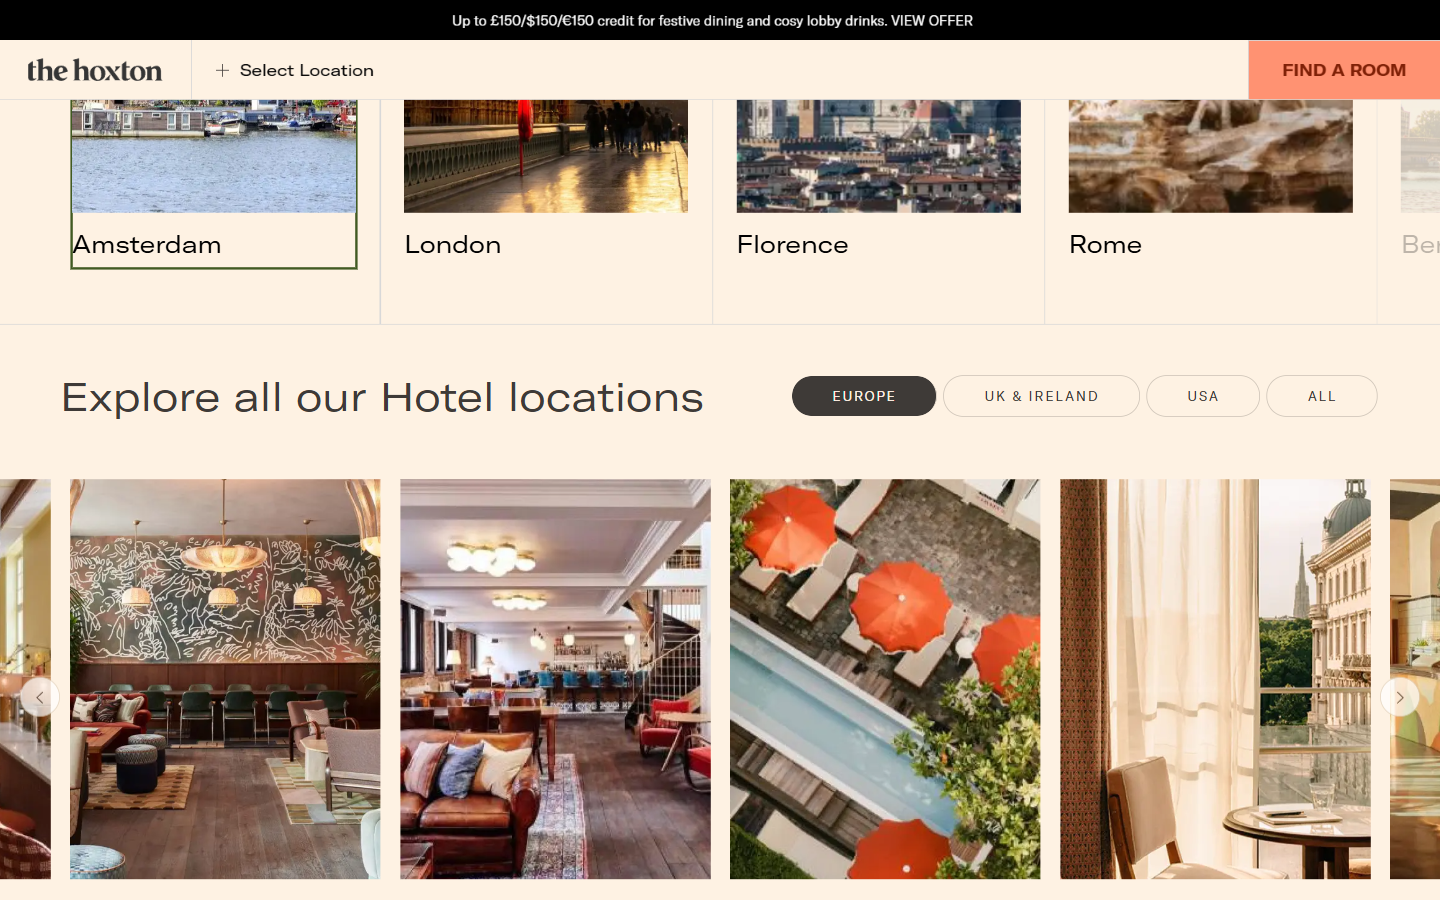 Up to £150/$150/€150 credit for festive dining and cosy lobby drinks. VIEW OFFER
the hoxton
Select Location
FIND A ROOM
Amsterdam
London
Florence
Rome
Ber
Explore all our Hotel locations
EUROPE
UK & IRELAND
USA
ALL